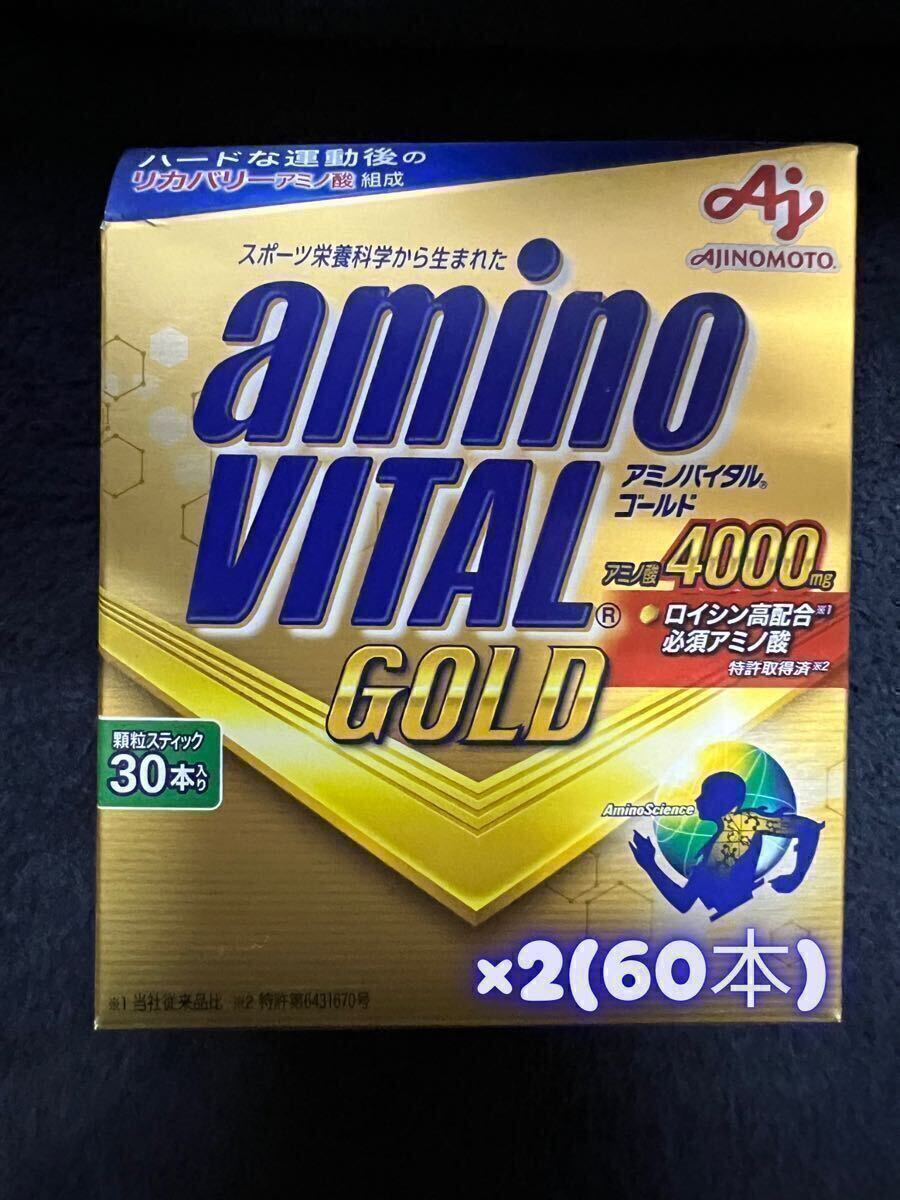 ハードな運動後の
リカバリーアミノ酸 組成
Aj
AJINOMOTO®
スポーツ栄養科学から生まれた
amino
VITAL®
アミノバイタル®
ゴールド
アミノ酸4000mg
ロイシン高配合※1
必須アミノ酸
特許取得済※2
GOLD
顆粒スティック
30本入り
AminoScience
×2(60本)
※1 当社従来品比 ※2 特許第6431670号